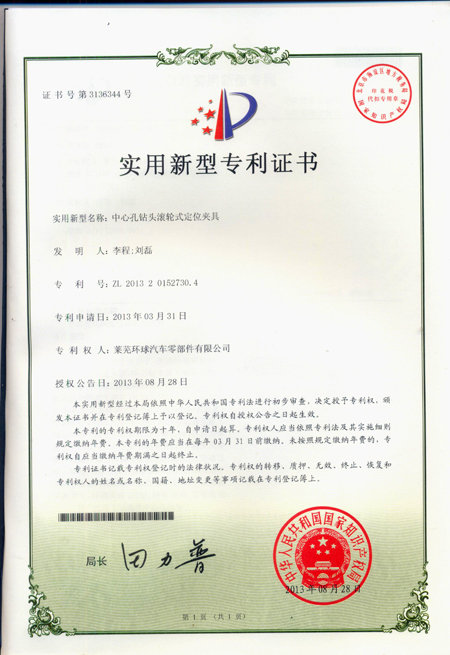 证书号第3136344号
印花税
代扣专用章
国家知识产权局
实用新型专利证书
实用新型名称：中心孔钻头滚轮式定位夹具
发明人：李程;刘磊
专利号：ZL 2013 2 0152730.4
专利申请日：2013年03月31日
专利权人：莱芜环球汽车零部件有限公司
授权公告日：2013年08月28日
本实用新型经过本局依照中华人民共和国专利法进行初步审查，决定授予专利权，
颁发本证书并在专利登记簿上予以登记。专利权自授权公告之日起生效。
本专利的专利权期限为十年，自申请日起算。专利权人应当依照专利法及其实施细则
规定缴纳年费。本专利的年费应当在每年03月31日前缴纳。未按照规定缴纳年费的，专
利权自应当缴纳年费期满之日起终止。
专利证书记载专利权登记时的法律状况。专利权的转移、质押、无效、终止、恢复和
专利权人的姓名或名称、国籍、地址变更等事项记载在专利登记簿上。
局长
田力普
中华人民共和国国家知识产权局
2013年08月28日
第1页（共1页）